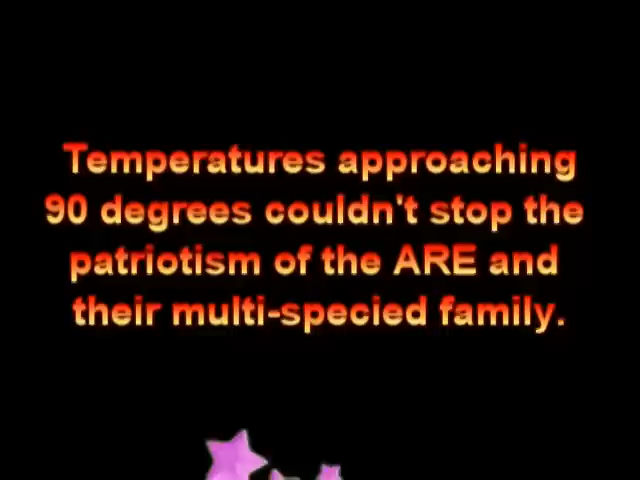 Temperatures approaching
90 degrees couldn't stop the
patriotism of the ARE and
their multi-specied family.